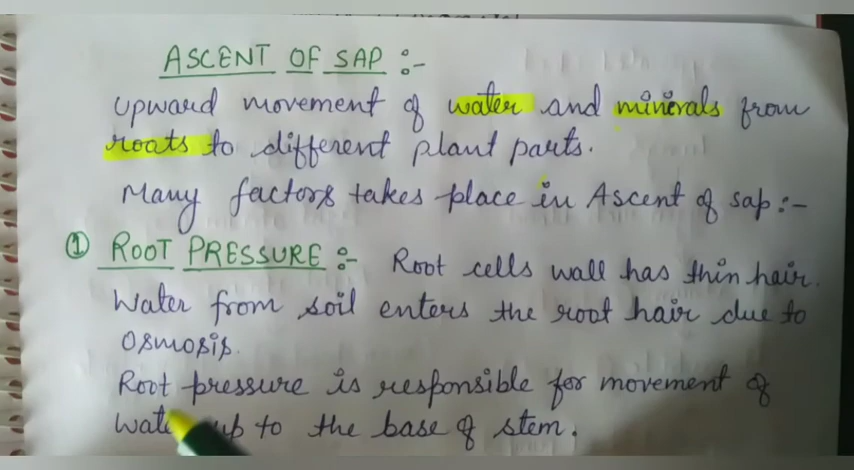 ASCENT OF SAP :-
Upward movement of water and minerals from
roots to different plant parts.
Many factors takes place in Ascent of sap :-
① ROOT PRESSURE :- Root cells wall has thin hair.
Water from soil enters the root hair due to
Osmosis.
Root pressure is responsible for movement of
Water up to the base of stem.